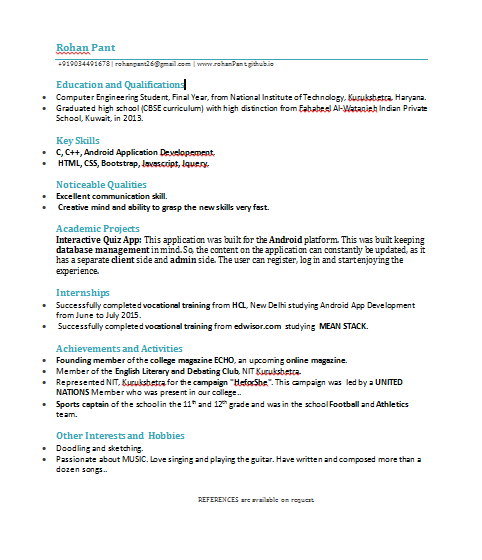 Rohan Pant
+919034491678 | rohanpant26@gmail.com | www.rohanPant.github.io
Education and Qualifications
Computer Engineering Student, Final Year, from National Institute of Technology, Kurukshetra, Haryana.
Graduated high school (CBSE curriculum) with high distinction from Fahaheel Al-Watanieh Indian Private
School, Kuwait, in 2013.
Key Skills
C, C++, Android Application Developement.
HTML, CSS, Bootstrap, Javascript, Jquery.
Noticeable Qualities
Excellent communication skill.
Creative mind and ability to grasp the new skills very fast.
Academic Projects
Interactive Quiz App: This application was built for the Android platform. This was built keeping
database management in mind. So, the content on the application can constantly be updated, as it
has a separate client side and admin side. The user can register, log in and start enjoying the
experience.
Internships
Successfully completed vocational training from HCL, New Delhi studying Android App Development
from June to July 2015.
Successfully completed vocational training from edwisor.com studying MEAN STACK.
Achievements and Activities
Founding member of the college magazine ECHO, an upcoming online magazine.
Member of the English Literary and Debating Club, NIT Kurukshetra.
Represented NIT, Kurukshetra for the campaign "HeforShe". This campaign was led by a UNITED
NATIONS Member who was present in our college..
Sports captain of the school in the 11th and 12th grade and was in the school Football and Athletics
team.
Other Interests and Hobbies
Doodling and sketching.
Passionate about MUSIC. Love singing and playing the guitar. Have written and composed more than a
dozen songs..
REFERENCES are available on request.